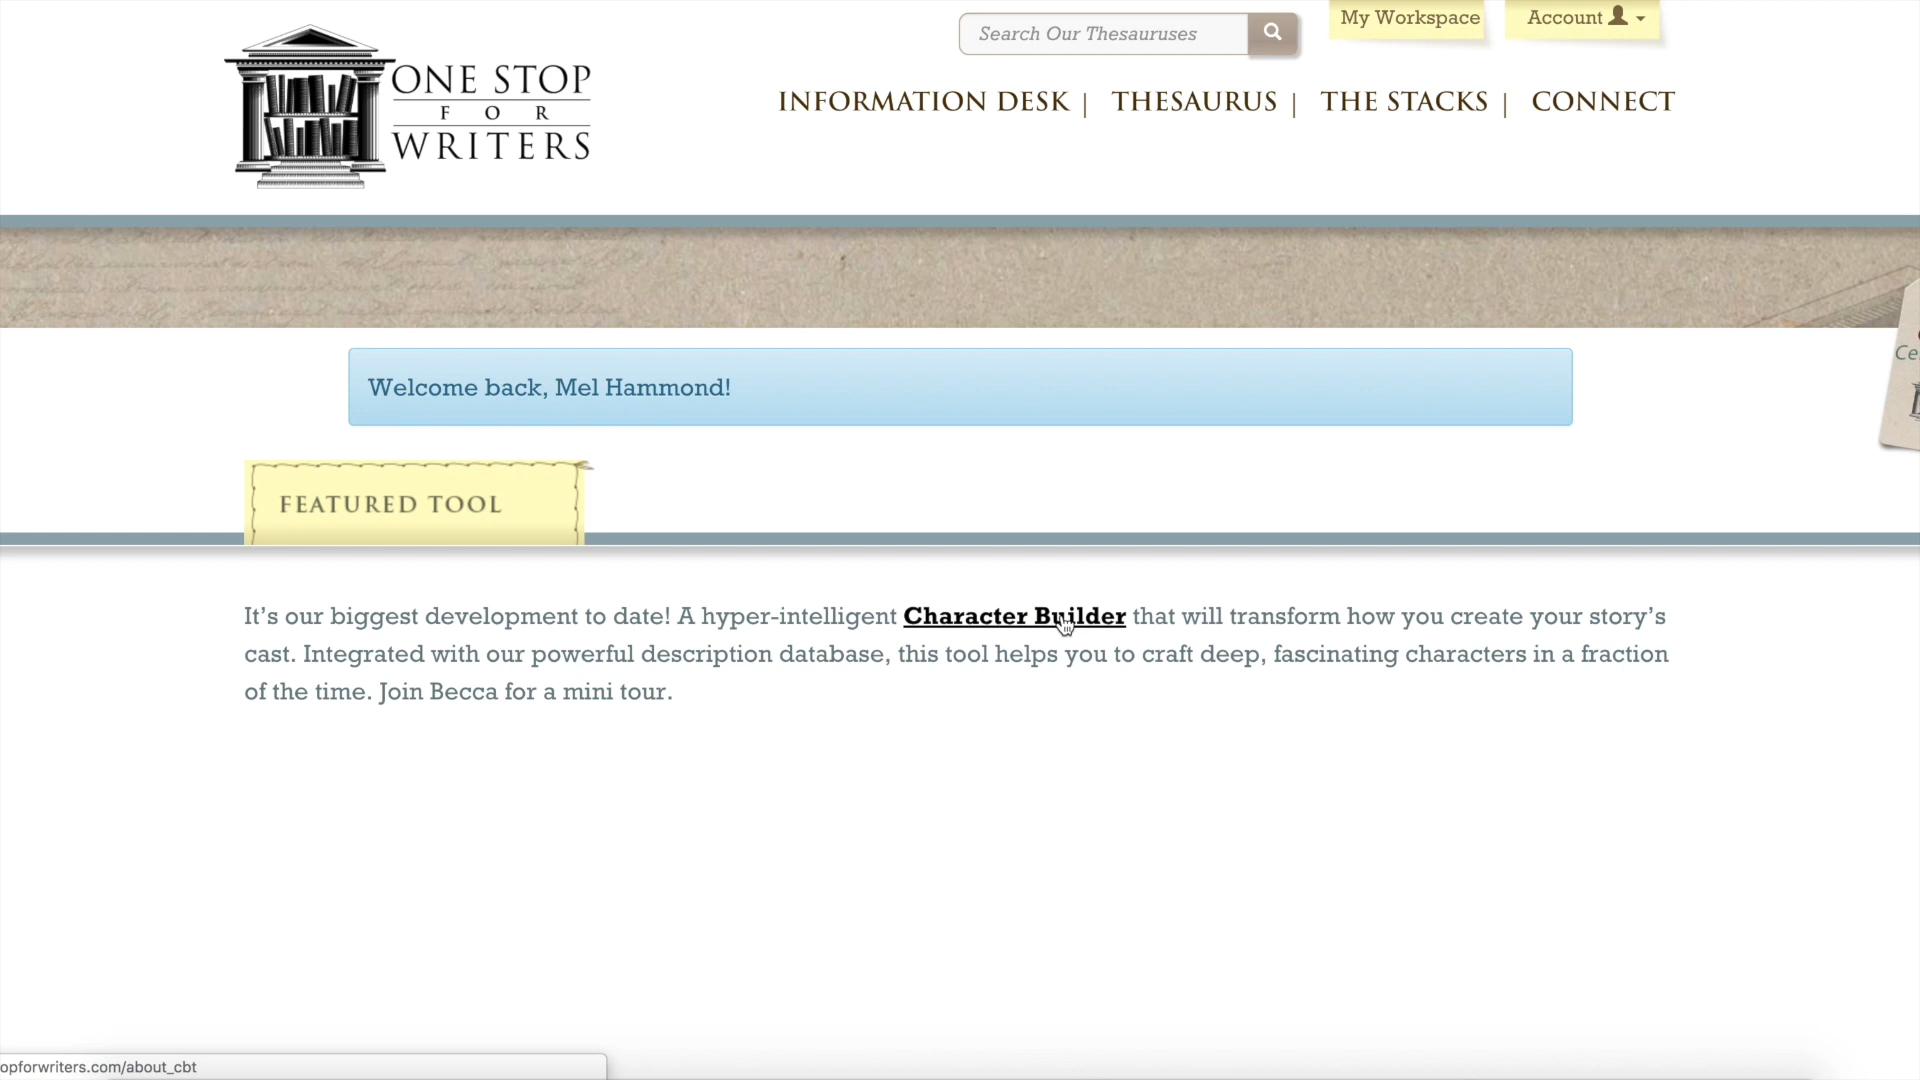 Search Our Thesauruses
My Workspace
Account
ONE STOP
FOR
WRITERS
INFORMATION DESK | THESAURUS | THE STACKS | CONNECT
Welcome back, Mel Hammond!
FEATURED TOOL
It's our biggest development to date! A hyper-intelligent Character Builder that will transform how you create your story's
cast. Integrated with our powerful description database, this tool helps you to craft deep, fascinating characters in a fraction
of the time. Join Becca for a mini tour.
opforwriters.com/about_cbt